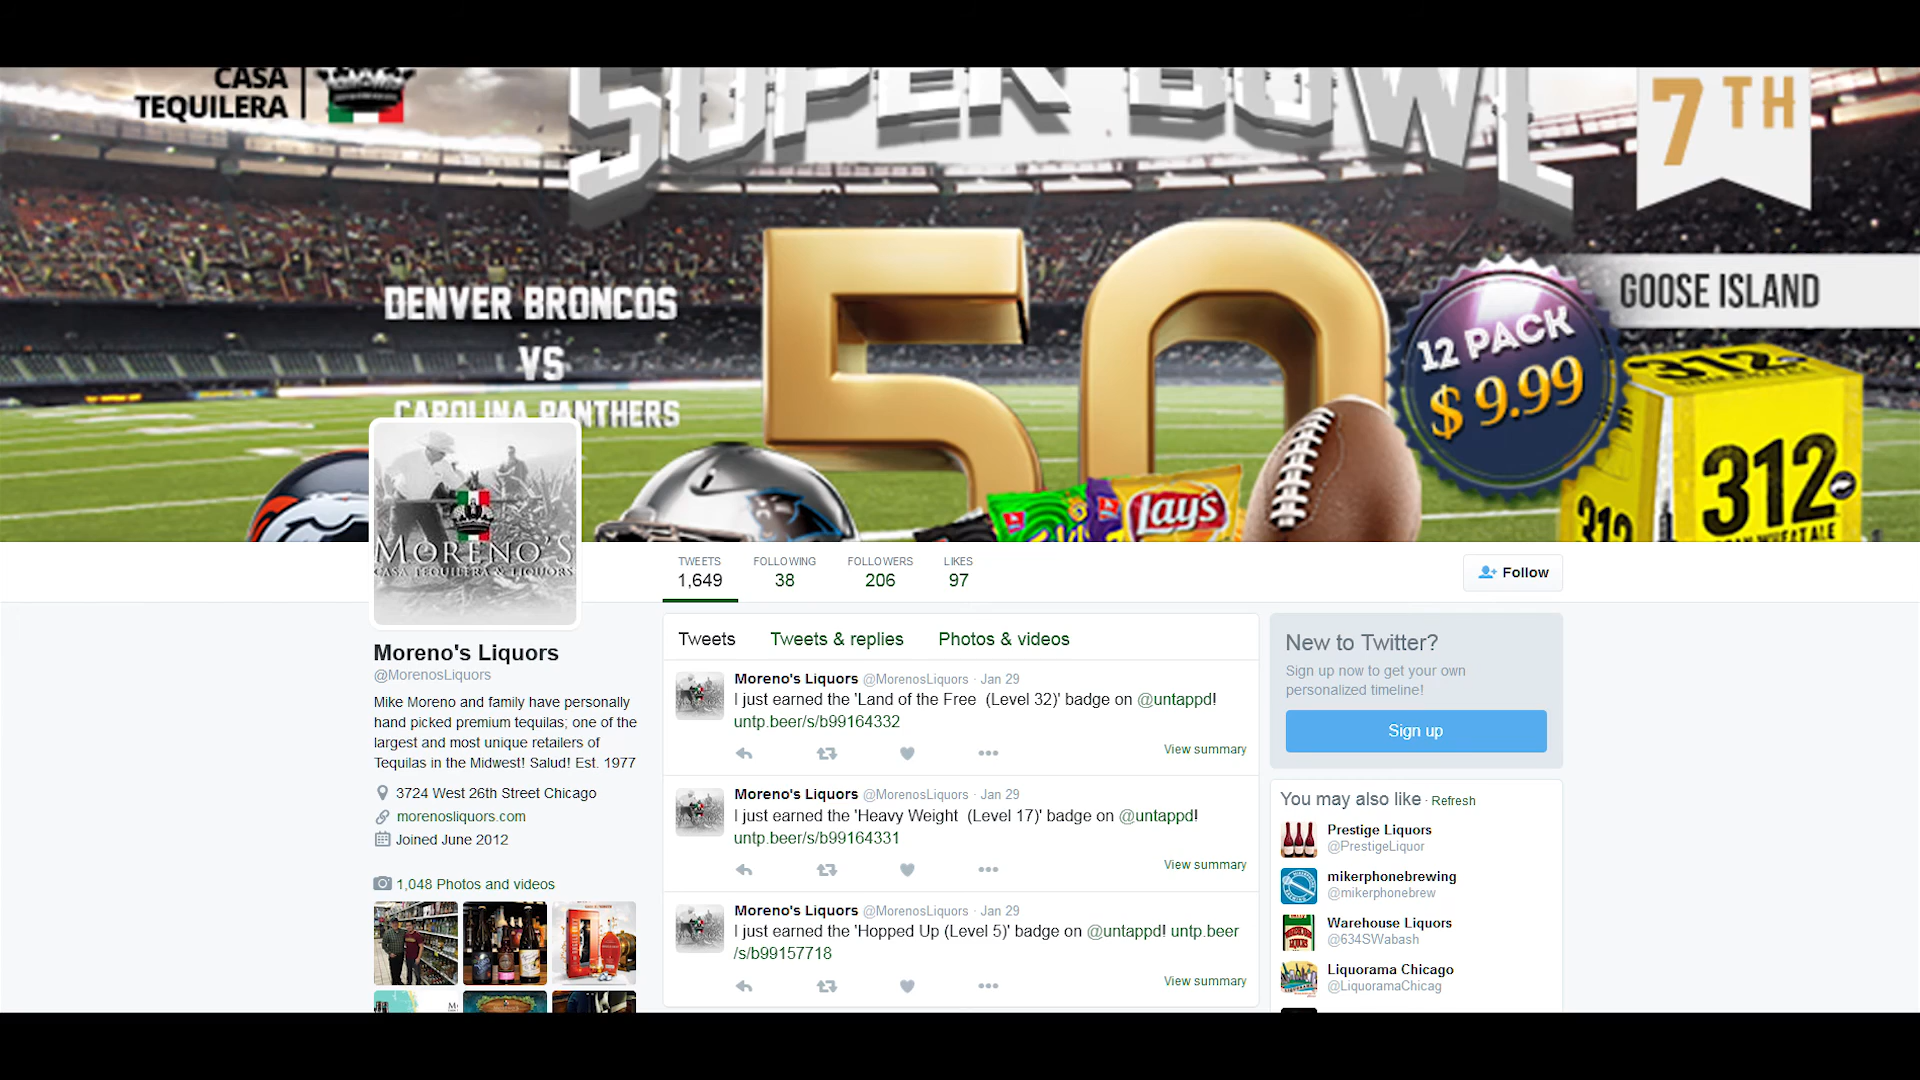 CASA
TEQUILERA
SUPER BOWL
7TH
50
DENVER BRONCOS
VS
CAROLINA PANTHERS
GOOSE ISLAND
12 PACK
$ 9.99
312
312
312
Lay's
MORENO'S
CASA TEQUILERA & LIQUORS
TWEETS
1,649
FOLLOWING
38
FOLLOWERS
206
LIKES
97
Follow
Moreno's Liquors
@MorenosLiquors
Mike Moreno and family have personally
hand picked premium tequilas; one of the
largest and most unique retailers of
Tequilas in the Midwest! Salud! Est. 1977
3724 West 26th Street Chicago
morenosliquors.com
Joined June 2012
1,048 Photos and videos
Tweets Tweets & replies Photos & videos
Moreno's Liquors @MorenosLiquors · Jan 29
I just earned the 'Land of the Free (Level 32)' badge on @untappd!
untp.beer/s/b99164332
View summary
Moreno's Liquors @MorenosLiquors · Jan 29
I just earned the 'Heavy Weight (Level 17)' badge on @untappd!
untp.beer/s/b99164331
View summary
Moreno's Liquors @MorenosLiquors · Jan 29
I just earned the 'Hopped Up (Level 5)' badge on @untappd! untp.beer
/s/b99157718
View summary
New to Twitter?
Sign up now to get your own
personalized timeline!
Sign up
You may also like · Refresh
Prestige Liquors
@PrestigeLiquor
mikerphonebrewing
@mikerphonebrew
Warehouse Liquors
@634SWabash
Liquorama Chicago
@LiquoramaChicag